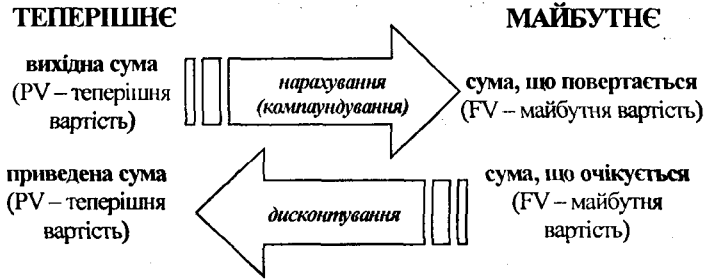 ТЕПЕРІШНЄ
МАЙБУТНЄ
вихідна сума
(PV – теперішня
вартість)
нарахування
(компаундування)
сума, що повертається
(FV – майбутня вартість)
приведена сума
(PV – теперішня
вартість)
дисконтування
сума, що очікується
(FV – майбутня
вартість)